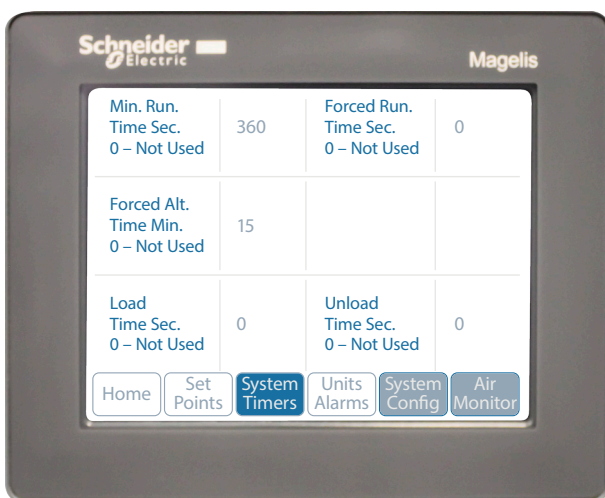 Schneider
Electric
Magelis
Min. Run.
Time Sec.
0 – Not Used
360
Forced Run.
Time Sec.
0 – Not Used
0
Forced Alt.
Time Min.
0 – Not Used
15
Load
Time Sec.
0 – Not Used
0
Unload
Time Sec.
0 – Not Used
0
Home
Set
Points
System
Timers
Units
Alarms
System
Config
Air
Monitor